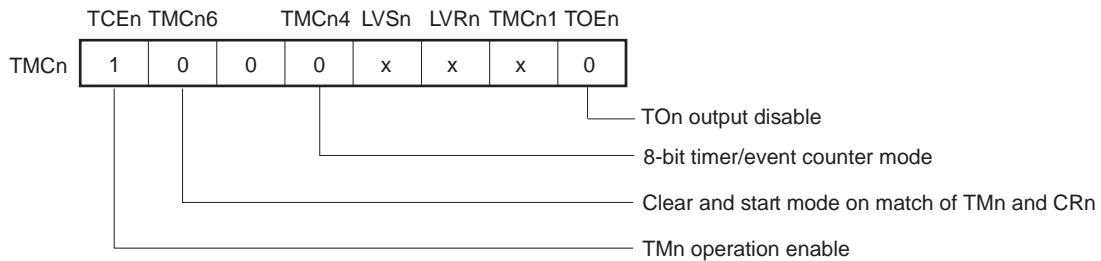 TCEn TMCn6 TMCn4 LVSn LVRn TMCn1 TOEn
TMCn 1 0 0 0 x x x 0
TOn output disable
8-bit timer/event counter mode
Clear and start mode on match of TMn and CRn
TMn operation enable